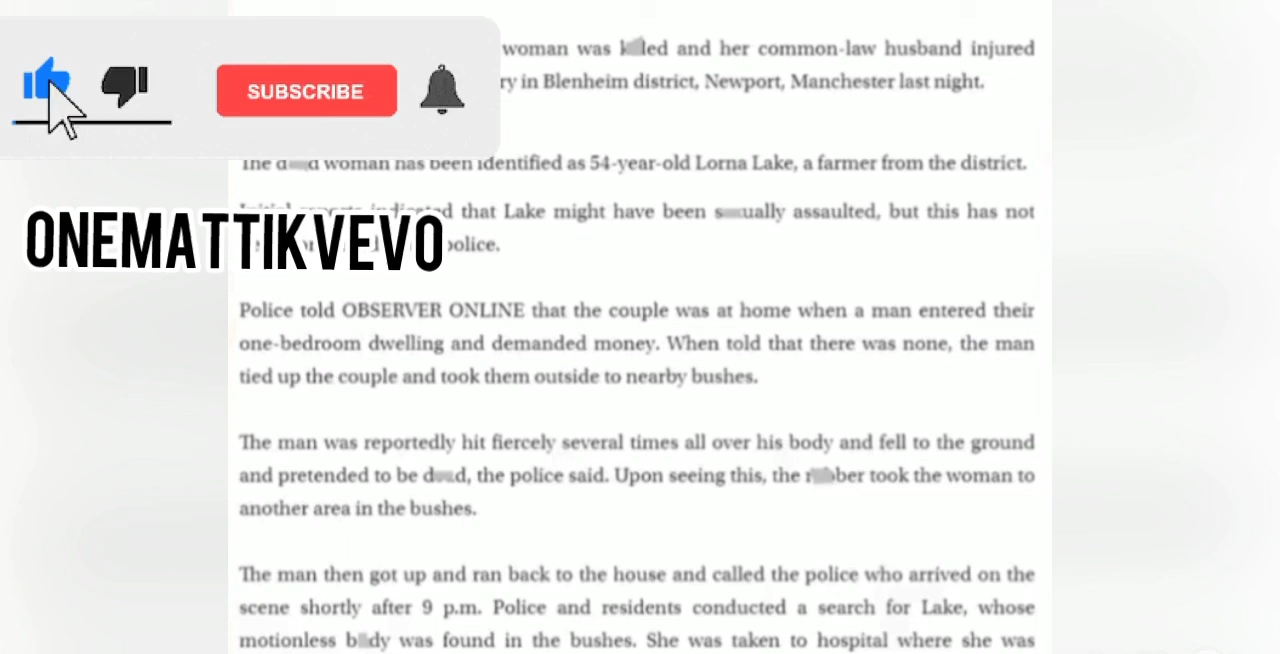 woman was killed and her common-law husband injured
SUBSCRIBE
ry in Blenheim district, Newport, Manchester last night.
The dead woman has been identified as 54-year-old Lorna Lake, a farmer from the district.
that Lake might have been sexually assaulted, but this has not
ONEMATTIKVEVO
police.
Police told OBSERVER ONLINE that the couple was at home when a man entered their
one-bedroom dwelling and demanded money. When told that there was none, the man
tied up the couple and took them outside to nearby bushes.
The man was reportedly hit fiercely several times all over his body and fell to the ground
and pretended to be dead, the police said. Upon seeing this, the robber took the woman to
another area in the bushes.
The man then got up and ran back to the house and called the police who arrived on the
scene shortly after 9 p.m. Police and residents conducted a search for Lake, whose
motionless body was found in the bushes. She was taken to hospital where she was